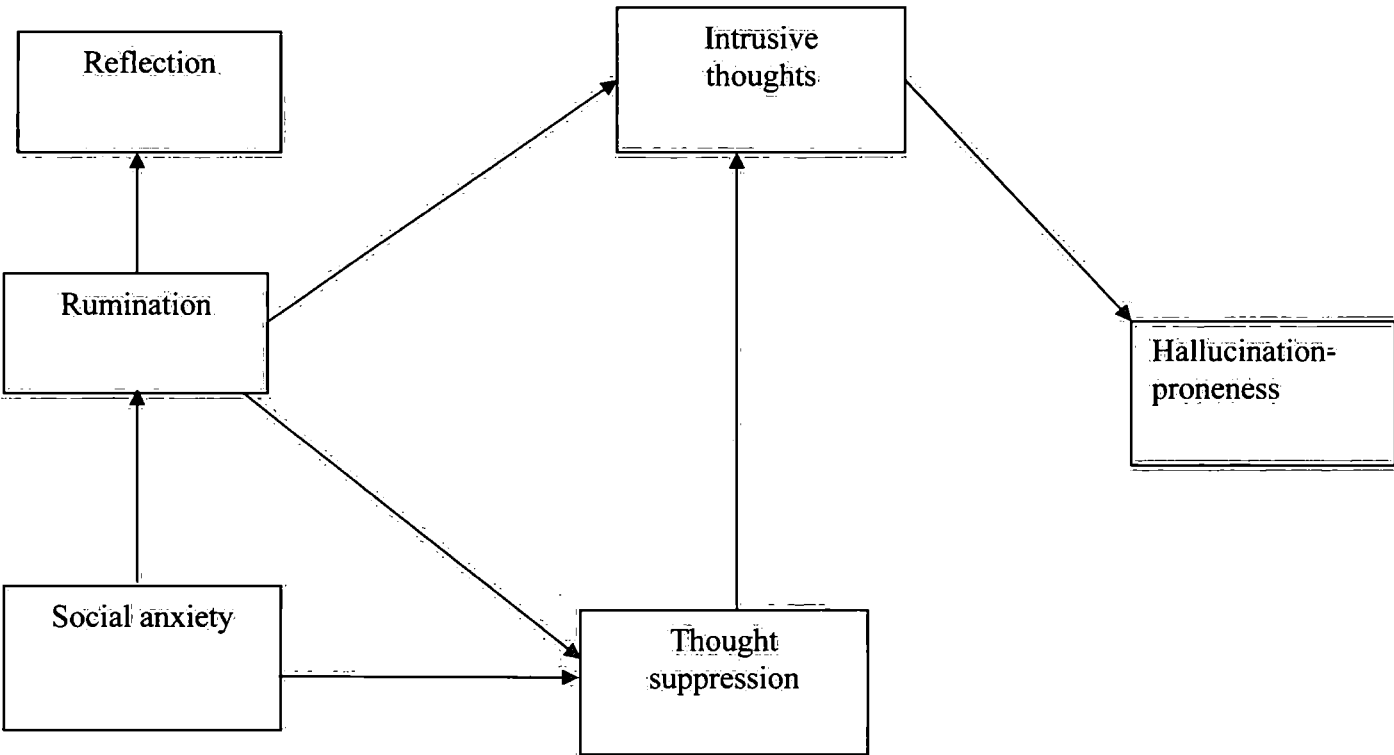 Reflection
Intrusive
thoughts
Rumination
Hallucination-
proneness
Social anxiety
Thought
suppression